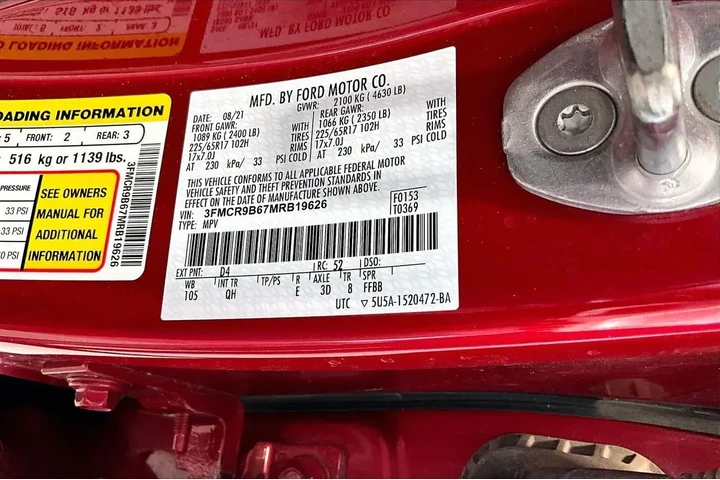 OADING INFORMATION
5 FRONT: 2 REAR: 3
516 kg or 1139 lbs.
PRESSURE
33 PSI
33 PSI
0 PSI
SEE OWNERS
MANUAL FOR
ADDITIONAL
INFORMATION
3FMCR9B67MRB19626
MFD. BY FORD MOTOR CO.
DATE: 08/21 GVWR: 2100 KG ( 4630 LB)
FRONT GAWR: REAR GAWR:
1089 KG ( 2400 LB) WITH 1066 KG ( 2350 LB) WITH
225/65R17 102H TIRES 225/65R17 102H TIRES
17x7.0J RIMS 17x7.0J RIMS
AT 230 kPa/ 33 PSI COLD AT 230 kPa/ 33 PSI COLD
THIS VEHICLE CONFORMS TO ALL APPLICABLE FEDERAL MOTOR
VEHICLE SAFETY AND THEFT PREVENTION STANDARDS IN
EFFECT ON THE DATE OF MANUFACTURE SHOWN ABOVE.
VIN: 3FMCR9B67MRB19626 F0153
TYPE: MPV T0369
EXT PNT: D4 RC: 52 DSO:
WB INT TR TP/PS R AXLE TR SPR
105 QH E 3D 8 FFBB
UTC ▽ 5U5A-1520472-BA